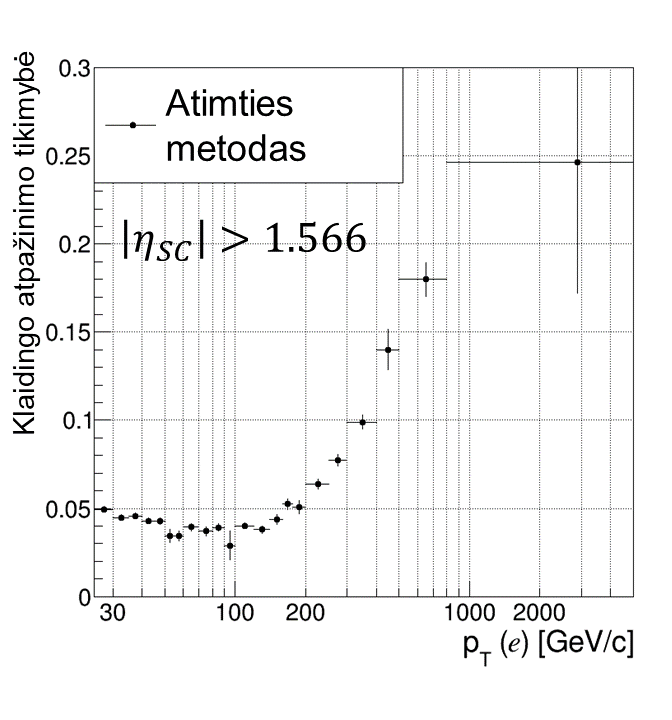 Klaidingo atpažinimo tikimybė
0.3
0.25
0.2
0.15
0.1
0.05
0
Atimties
metodas
|η_SC| > 1.566
30 100 200 1000 2000
p_T (e) [GeV/c]